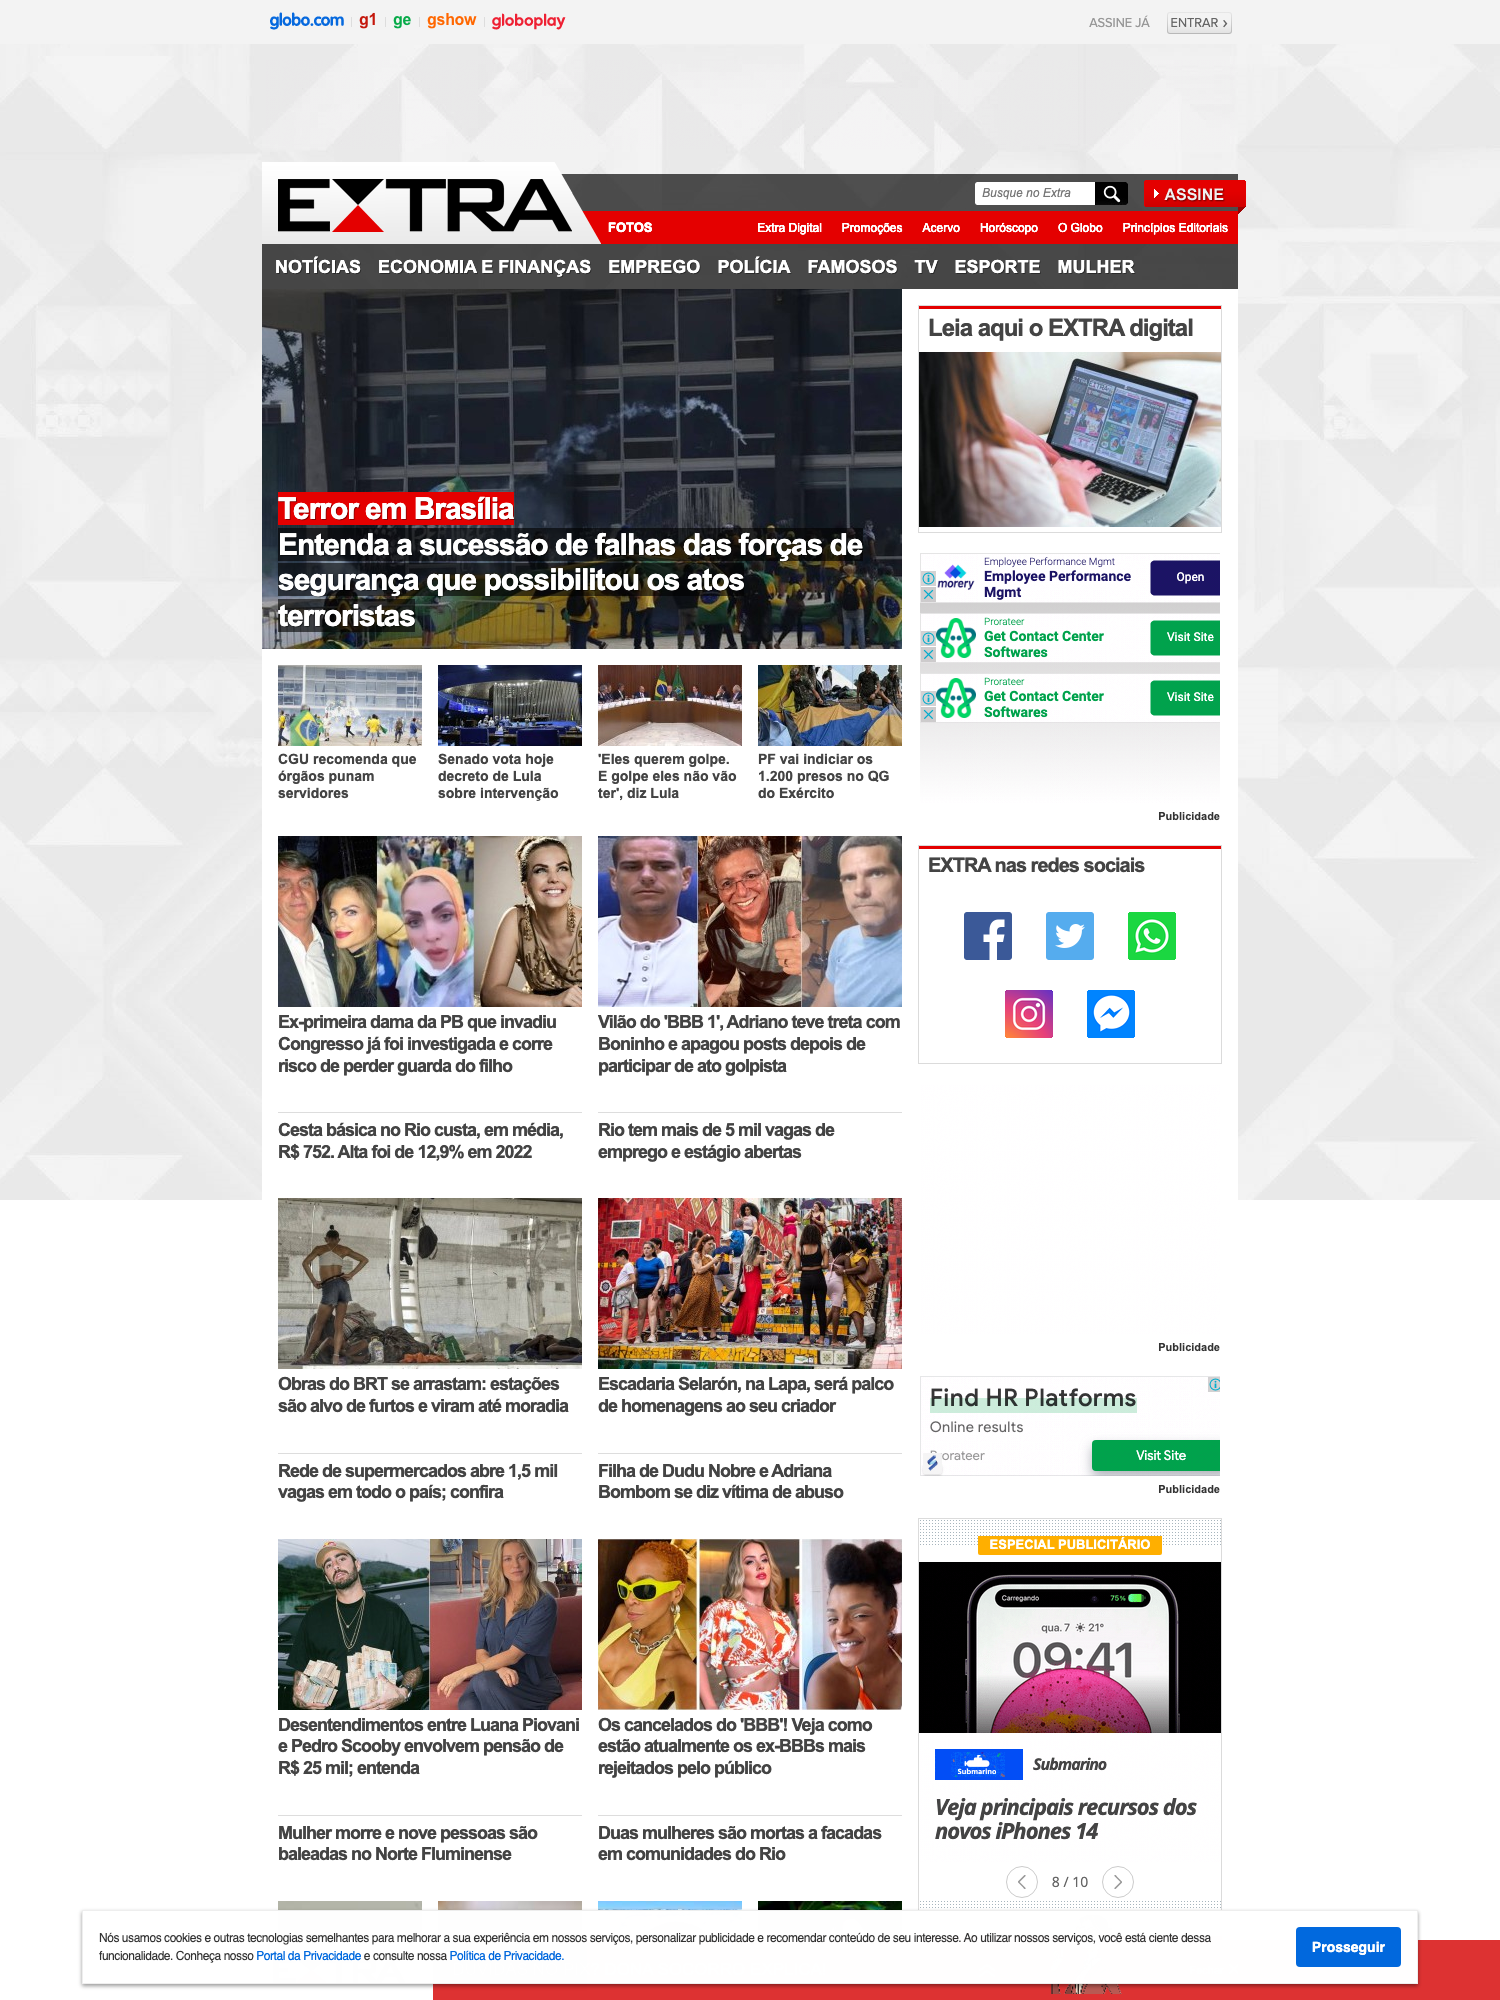 globo.com g1 ge gshow globoplay ASSINE JÁ ENTRAR ›
EXTRA
Busque no Extra ASSINE
FOTOS Extra Digital Promoções Acervo Horóscopo O Globo Princípios Editoriais
NOTÍCIAS ECONOMIA E FINANÇAS EMPREGO POLÍCIA FAMOSOS TV ESPORTE MULHER
Terror em Brasília
Entenda a sucessão de falhas das forças de
segurança que possibilitou os atos
terroristas
CGU recomenda que
órgãos punam
servidores
Senado vota hoje
decreto de Lula
sobre intervenção
'Eles querem golpe.
E golpe eles não vão
ter', diz Lula
PF vai indiciar os
1.200 presos no QG
do Exército
Ex-primeira dama da PB que invadiu
Congresso já foi investigada e corre
risco de perder guarda do filho
Vilão do 'BBB 1', Adriano teve treta com
Boninho e apagou posts depois de
participar de ato golpista
Cesta básica no Rio custa, em média,
R$ 752. Alta foi de 12,9% em 2022
Rio tem mais de 5 mil vagas de
emprego e estágio abertas
Obras do BRT se arrastam: estações
são alvo de furtos e viram até moradia
Escadaria Selarón, na Lapa, será palco
de homenagens ao seu criador
Rede de supermercados abre 1,5 mil
vagas em todo o país; confira
Filha de Dudu Nobre e Adriana
Bombom se diz vítima de abuso
Desentendimentos entre Luana Piovani
e Pedro Scooby envolvem pensão de
R$ 25 mil; entenda
Os cancelados do 'BBB'! Veja como
estão atualmente os ex-BBBs mais
rejeitados pelo público
Mulher morre e nove pessoas são
baleadas no Norte Fluminense
Duas mulheres são mortas a facadas
em comunidades do Rio
Leia aqui o EXTRA digital
EXTRA
morery
Employee Performance Mgmt
Employee Performance
Mgmt
Open
Prorateer
Get Contact Center
Softwares
Visit Site
Prorateer
Get Contact Center
Softwares
Visit Site
Publicidade
EXTRA nas redes sociais
Publicidade
Find HR Platforms
Online results
orateer
Visit Site
Publicidade
ESPECIAL PUBLICITÁRIO
Carregando 75%
qua. 7 21°
09:41
Submarino Submarino
Veja principais recursos dos
novos iPhones 14
8 / 10
Nós usamos cookies e outras tecnologias semelhantes para melhorar a sua experiência em nossos serviços, personalizar publicidade e recomendar conteúdo de seu interesse. Ao utilizar nossos serviços, você está ciente dessa
funcionalidade. Conheça nosso Portal da Privacidade e consulte nossa Política de Privacidade.
Prosseguir